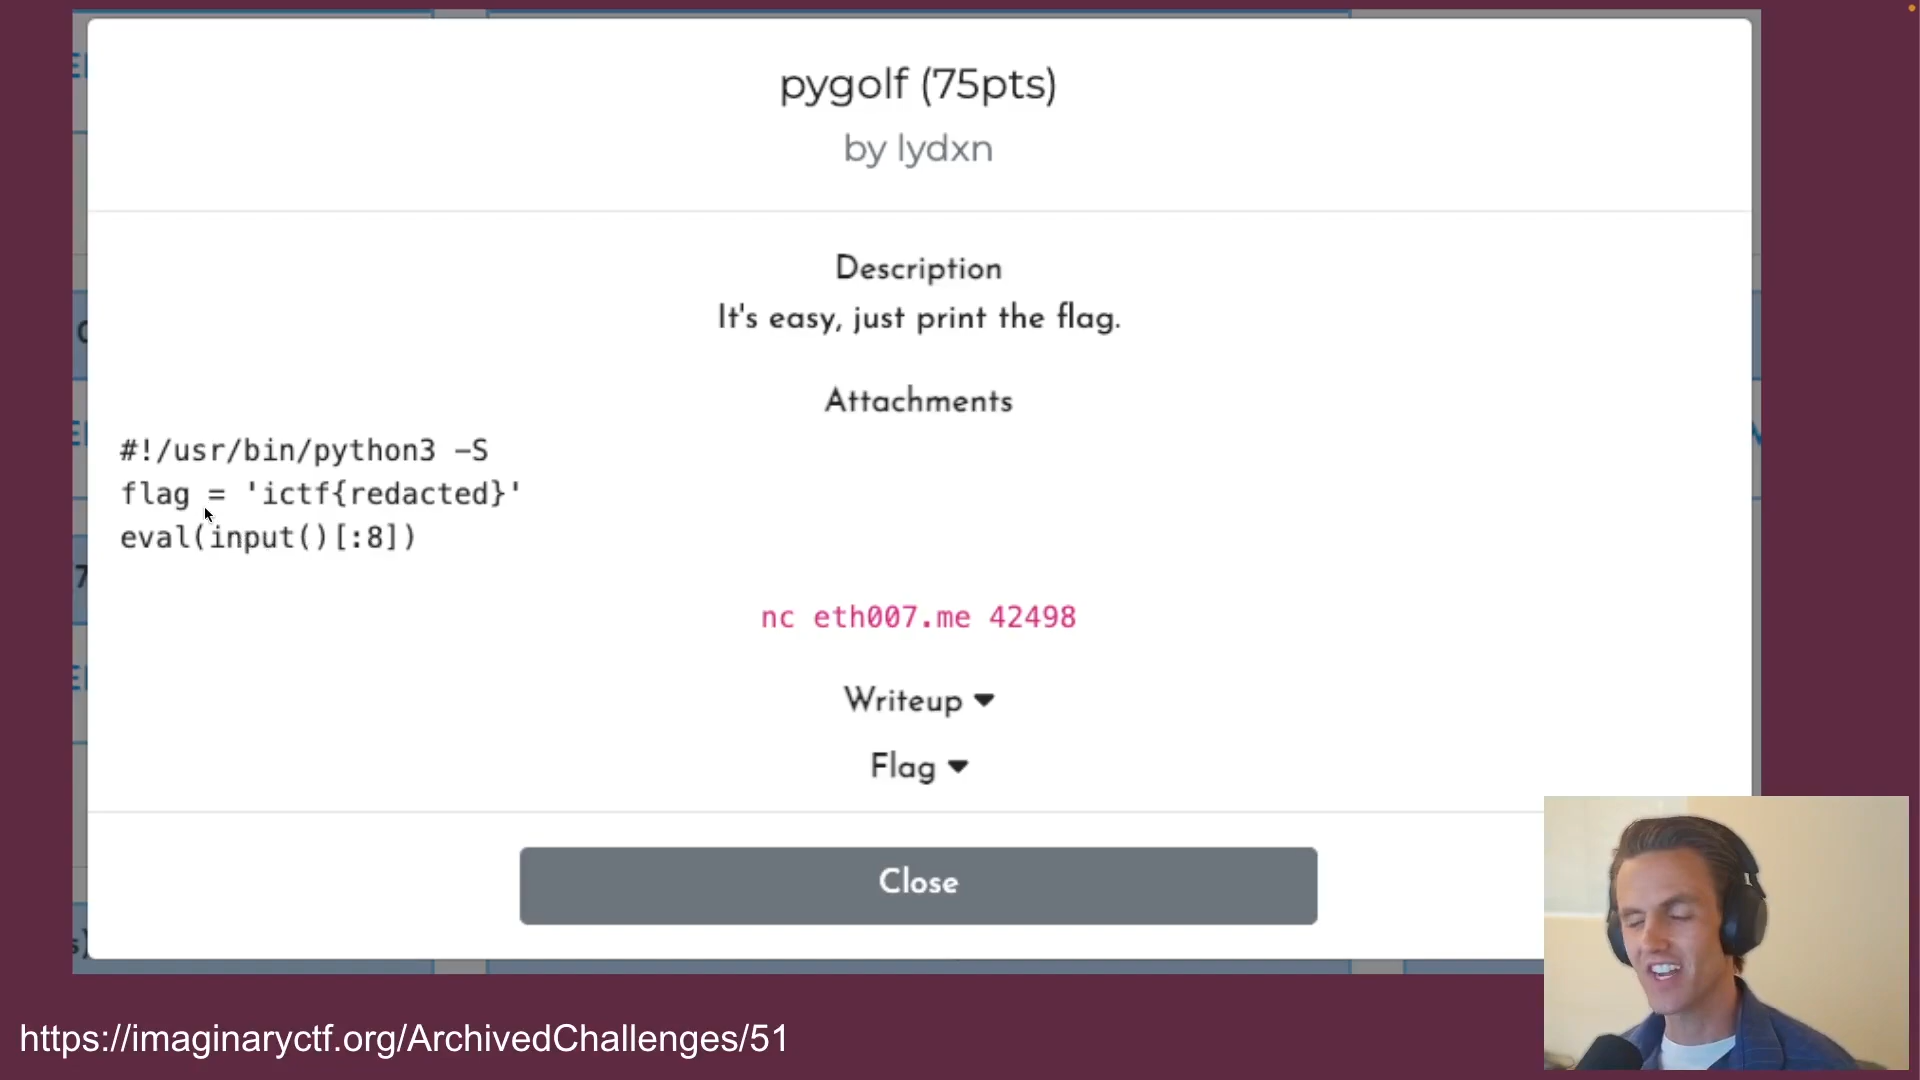 pygolf (75pts)
by lydxn
Description
It's easy, just print the flag.
Attachments
#!/usr/bin/python3 -S
flag = 'ictf{redacted}'
eval(input()[:8])
nc eth007.me 42498
Writeup
Flag
Close
https://imaginaryctf.org/ArchivedChallenges/51